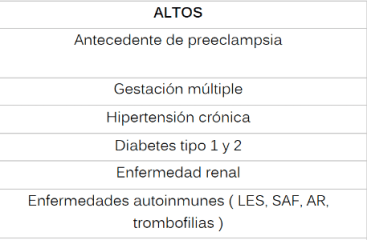 ALTOS
Antecedente de preeclampsia
Gestación múltiple
Hipertensión crónica
Diabetes tipo 1 y 2
Enfermedad renal
Enfermedades autoinmunes ( LES, SAF, AR,
trombofilias )